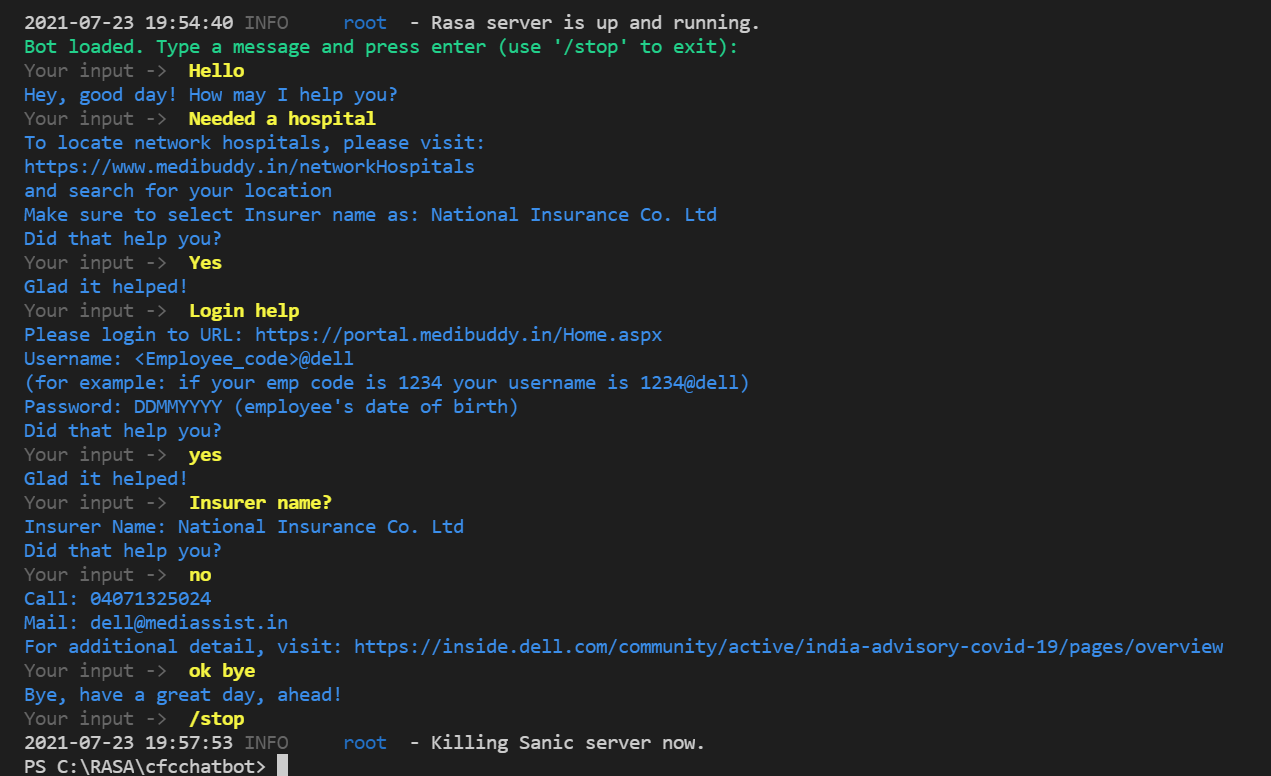 2021-07-23 19:54:40 INFO     root  - Rasa server is up and running.
Bot loaded. Type a message and press enter (use '/stop' to exit):
Your input ->  Hello
Hey, good day! How may I help you?
Your input ->  Needed a hospital
To locate network hospitals, please visit:
https://www.medibuddy.in/networkHospitals
and search for your location
Make sure to select Insurer name as: National Insurance Co. Ltd
Did that help you?
Your input ->  Yes
Glad it helped!
Your input ->  Login help
Please login to URL: https://portal.medibuddy.in/Home.aspx
Username: <Employee_code>@dell
(for example: if your emp code is 1234 your username is 1234@dell)
Password: DDMMYYYY (employee's date of birth)
Did that help you?
Your input ->  yes
Glad it helped!
Your input ->  Insurer name?
Insurer Name: National Insurance Co. Ltd
Did that help you?
Your input ->  no
Call: 04071325024
Mail: dell@mediassist.in
For additional detail, visit: https://inside.dell.com/community/active/india-advisory-covid-19/pages/overview
Your input ->  ok bye
Bye, have a great day, ahead!
Your input ->  /stop
2021-07-23 19:57:53 INFO     root  - Killing Sanic server now.
PS C:\RASA\cfcchatbot>